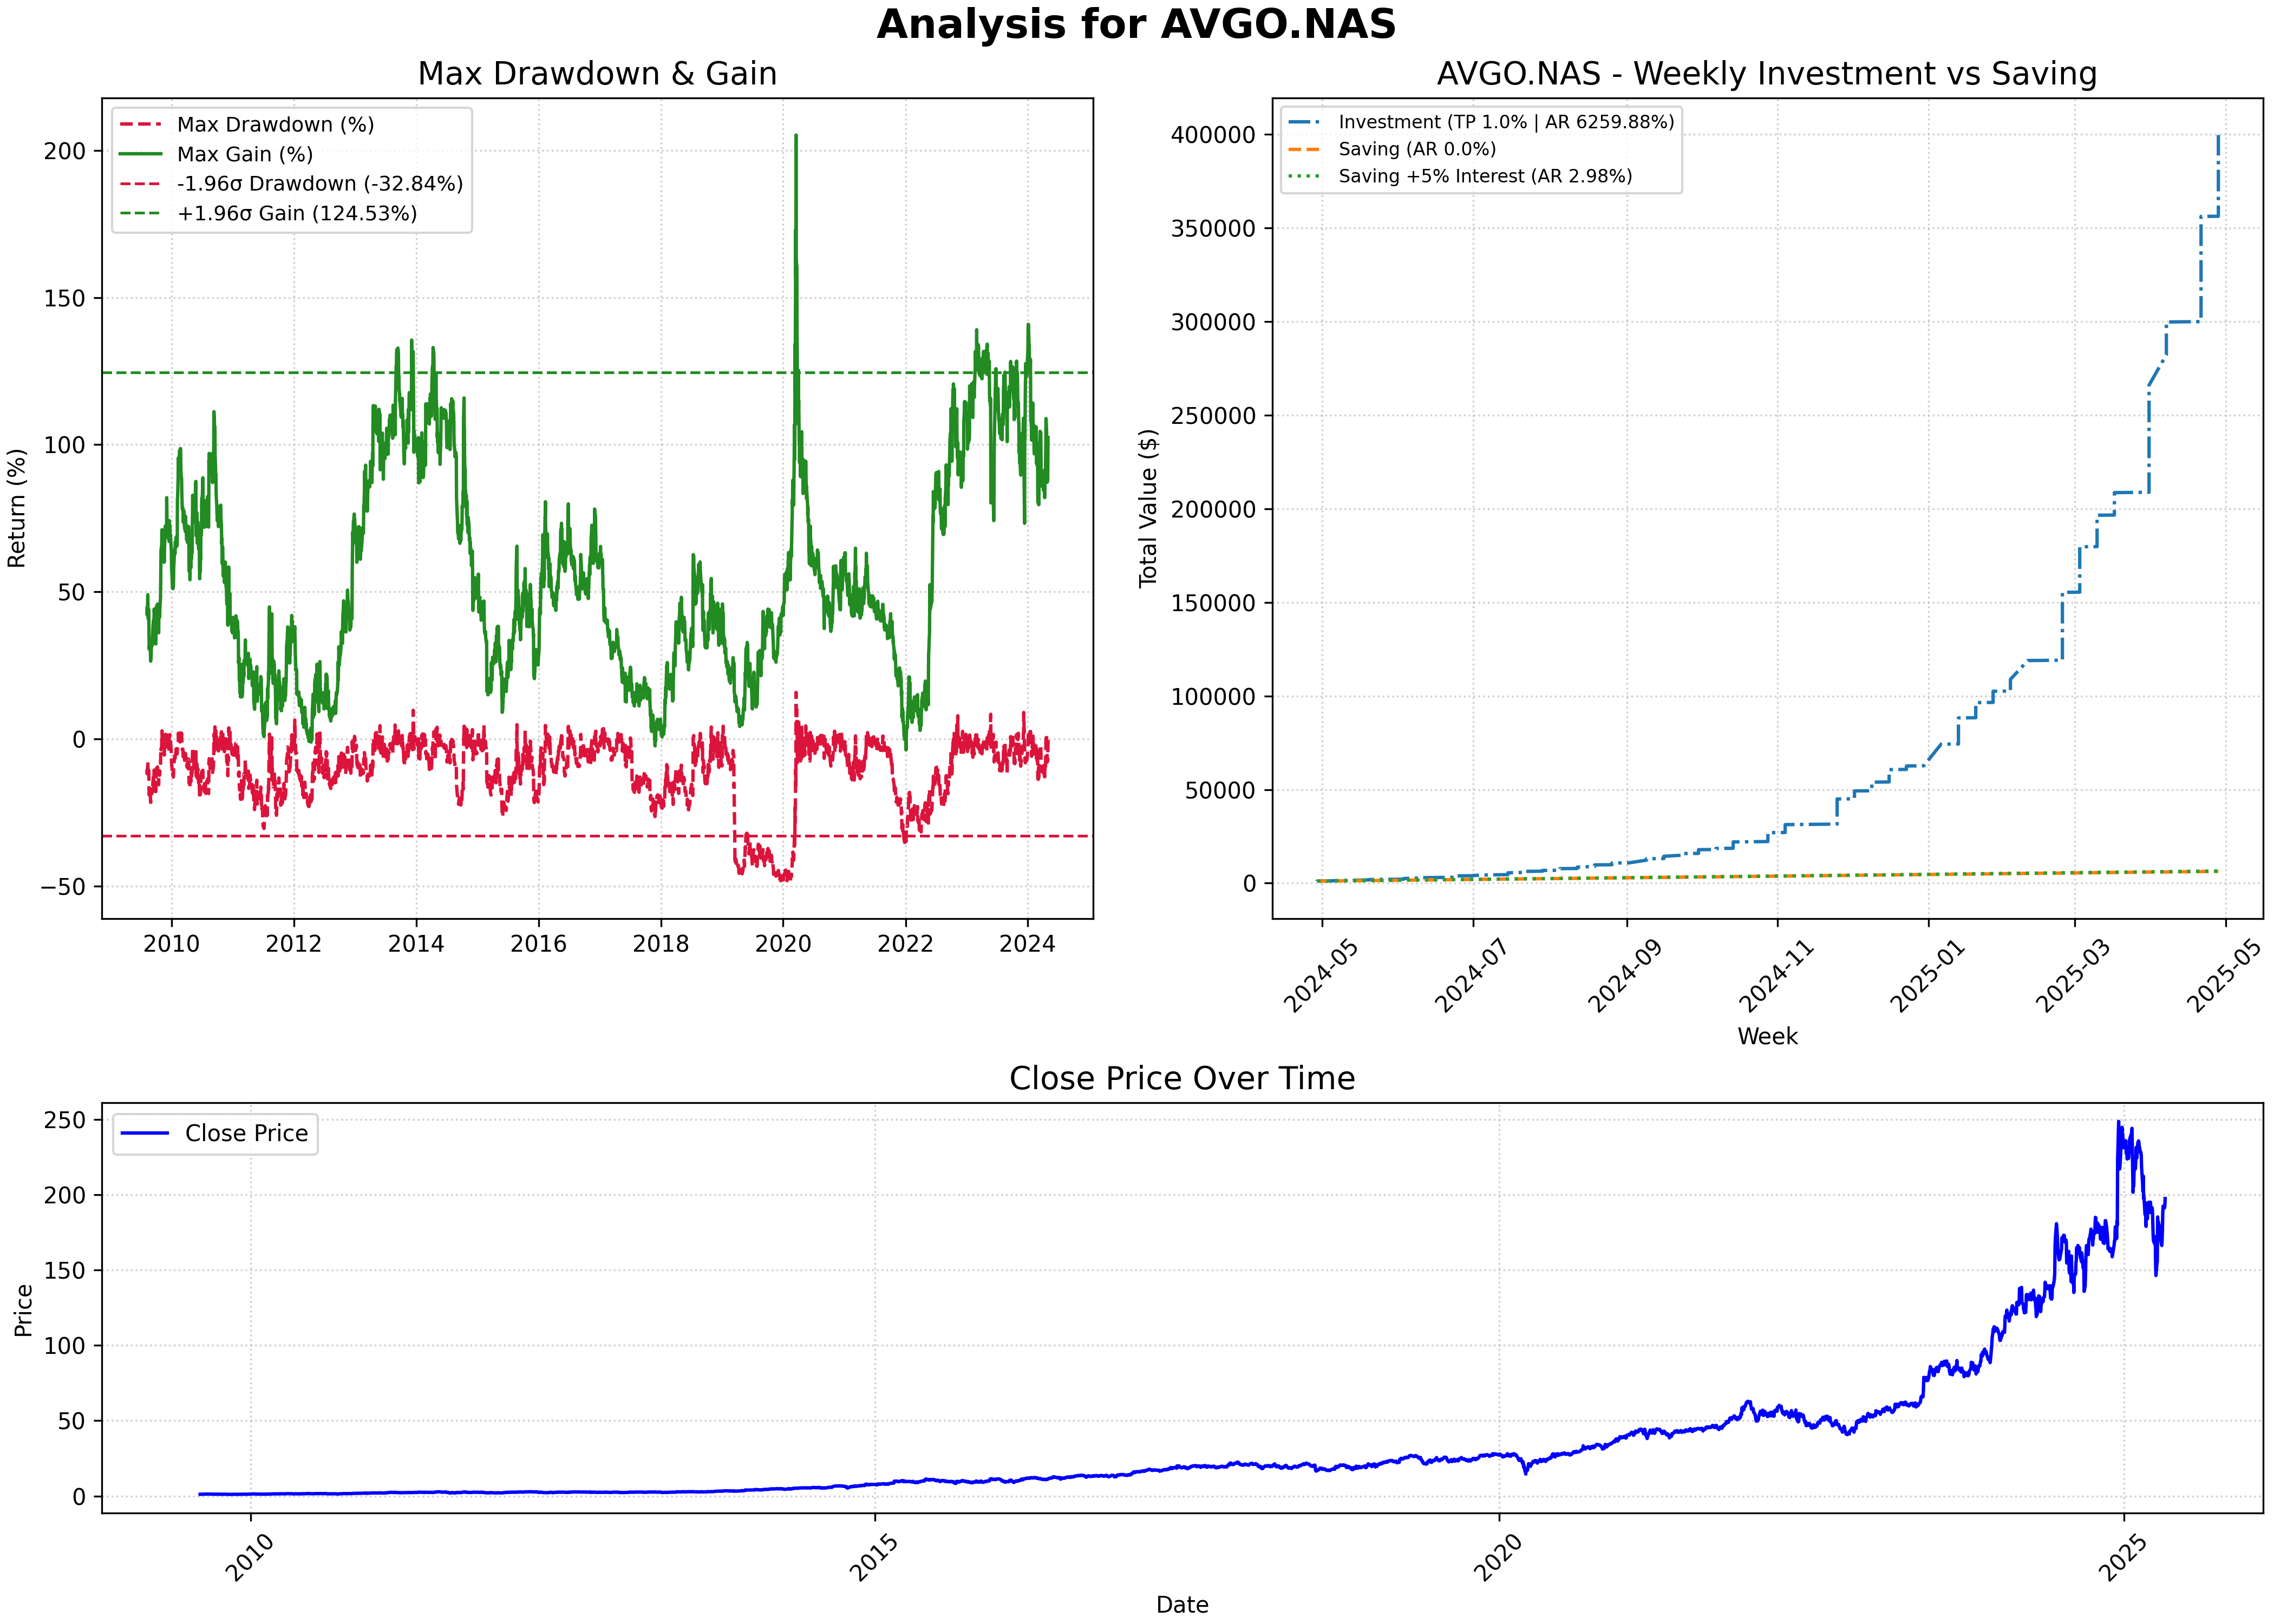 Analysis for AVGO.NAS
Max Drawdown & Gain
Max Drawdown (%)
Max Gain (%)
-1.96σ Drawdown (-32.84%)
+1.96σ Gain (124.53%)
Return (%)
200
150
100
50
0
−50
2010 2012 2014 2016 2018 2020 2022 2024
AVGO.NAS - Weekly Investment vs Saving
Investment (TP 1.0% | AR 6259.88%)
Saving (AR 0.0%)
Saving +5% Interest (AR 2.98%)
Total Value ($)
400000
350000
300000
250000
200000
150000
100000
50000
0
2024-05 2024-07 2024-09 2024-11 2025-01 2025-03 2025-05
Week
Close Price Over Time
Close Price
Price
250
200
150
100
50
0
2010 2015 2020 2025
Date